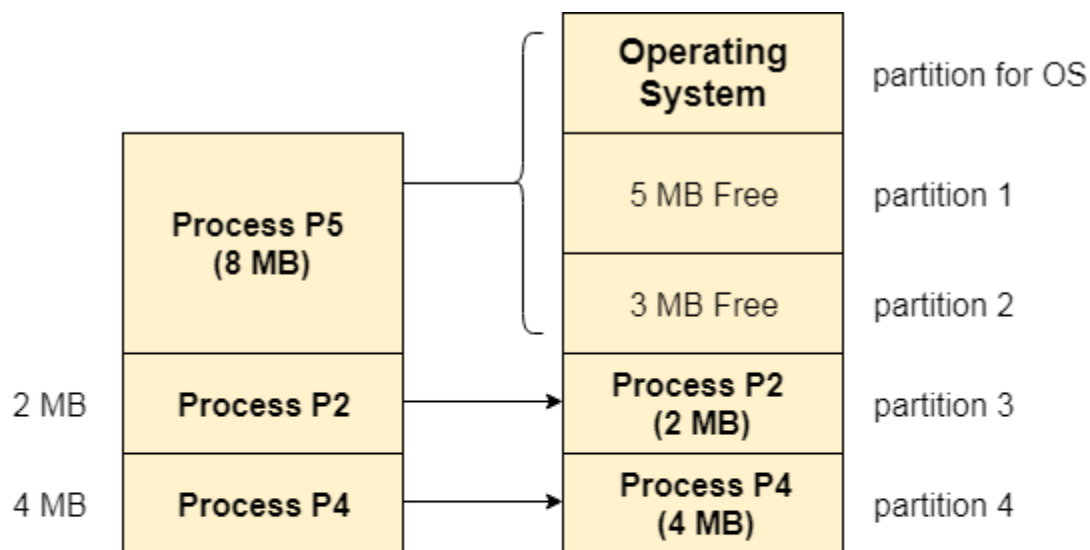 Operating
System
partition for OS
5 MB Free
partition 1
Process P5
(8 MB)
3 MB Free
partition 2
2 MB
Process P2
Process P2
(2 MB)
partition 3
4 MB
Process P4
Process P4
(4 MB)
partition 4